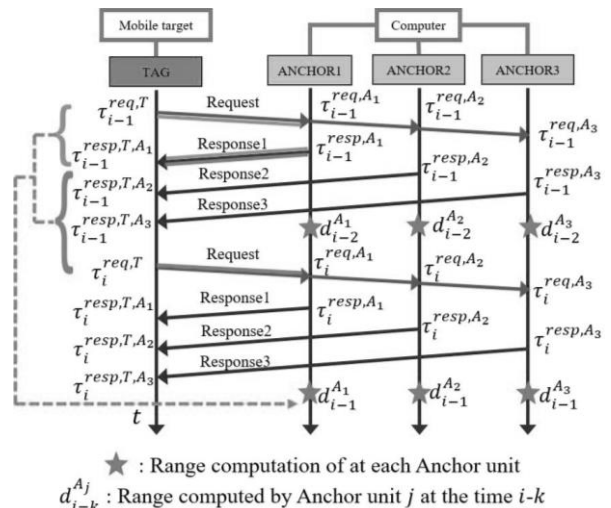 Mobile target Computer
TAG ANCHOR1 ANCHOR2 ANCHOR3
τ_{i-1}^{req,T} Request τ_{i-1}^{req,A_1} τ_{i-1}^{req,A_2} τ_{i-1}^{req,A_3}
τ_{i-1}^{resp,T,A_1} Response1 τ_{i-1}^{resp,A_1}
τ_{i-1}^{resp,T,A_2} Response2 τ_{i-1}^{resp,A_2}
τ_{i-1}^{resp,T,A_3} Response3 τ_{i-1}^{resp,A_3}
d_{i-2}^{A_1} d_{i-2}^{A_2} d_{i-2}^{A_3}
τ_i^{req,T} Request τ_i^{req,A_1} τ_i^{req,A_2} τ_i^{req,A_3}
τ_i^{resp,T,A_1} Response1 τ_i^{resp,A_1}
τ_i^{resp,T,A_2} Response2 τ_i^{resp,A_2}
τ_i^{resp,T,A_3} Response3 τ_i^{resp,A_3}
d_{i-1}^{A_1} d_{i-1}^{A_2} d_{i-1}^{A_3}
t
★ : Range computation of at each Anchor unit
d_{i-k}^{A_j} : Range computed by Anchor unit j at the time i-k